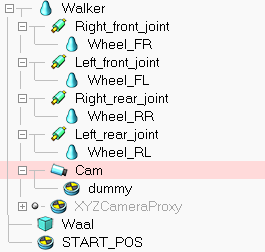 Walker
Right_front_joint
Wheel_FR
Left_front_joint
Wheel_FL
Right_rear_joint
Wheel_RR
Left_rear_joint
Wheel_RL
Cam
dummy
XYZCameraProxy
Waal
START_POS